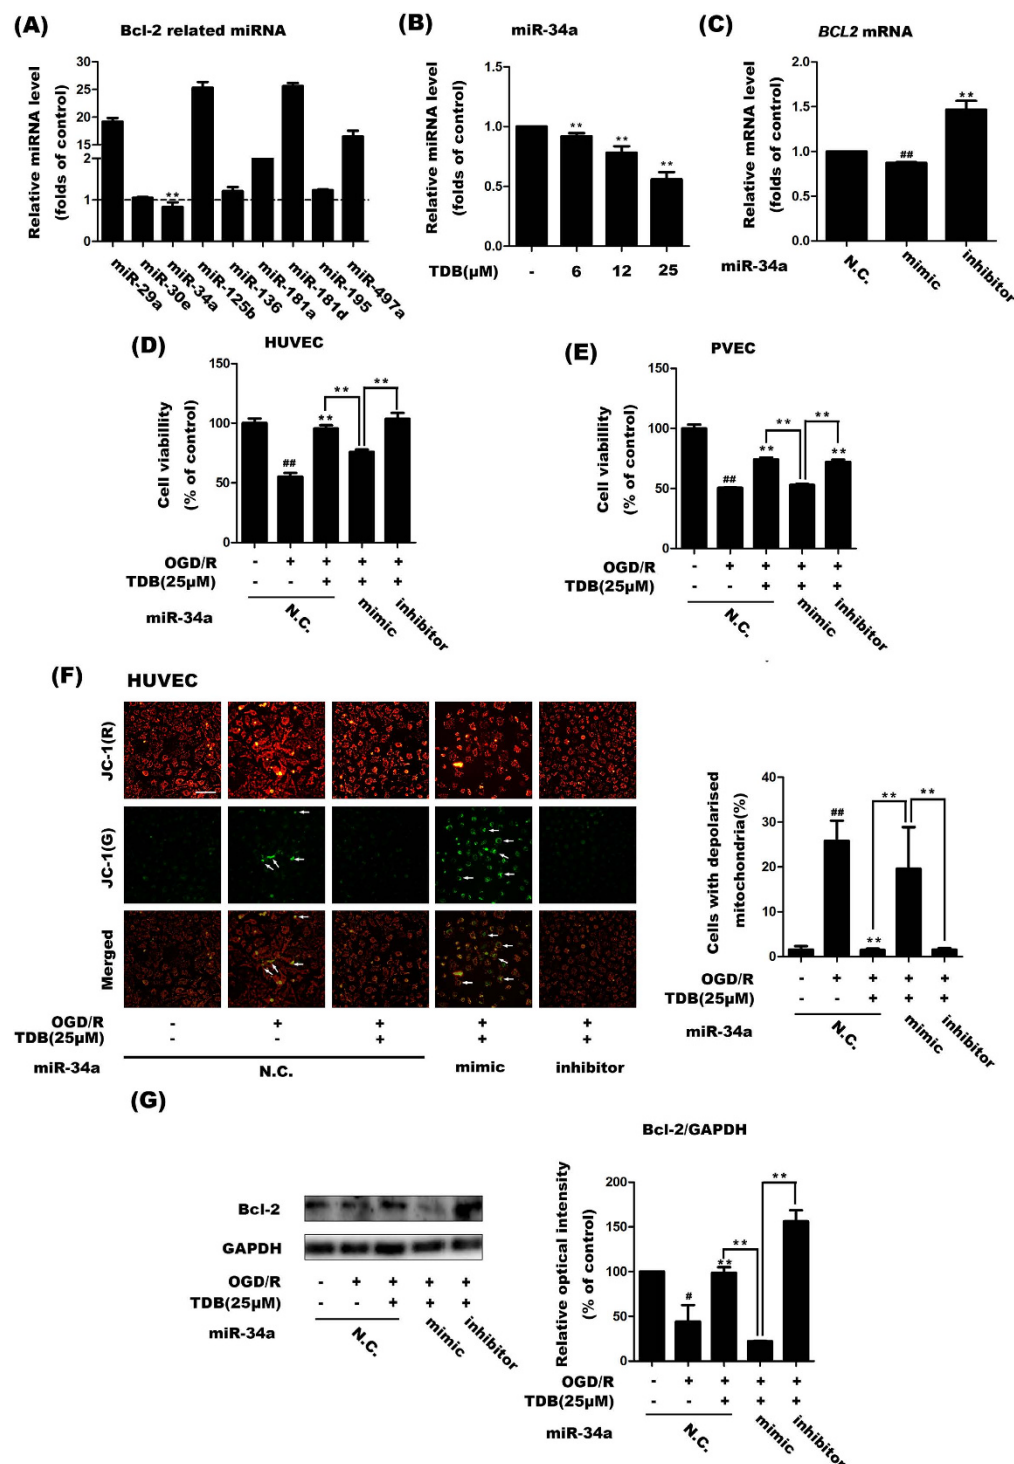 (A)
Bcl-2 related miRNA
Relative miRNA level
(folds of control)
30
25
20
15
2
1
0
**
miR-29a
miR-30e
miR-34a
miR-125b
miR-136
miR-181a
miR-181d
miR-195
miR-497a
(B)
miR-34a
Relative miRNA level
(folds of control)
1.5
1.0
0.5
0.0
** ** **
TDB(μM) - 6 12 25
(C)
BCL2 mRNA
Relative mRNA level
(folds of control)
2.0
1.5
1.0
0.5
0.0
## **
miR-34a N.C. mimic inhibitor
(D)
HUVEC
Cell viabillity
(% of control)
150
100
50
0
## ** ** **
OGD/R - + + + +
TDB(25μM) - - + + +
miR-34a N.C. mimic inhibitor
(E)
PVEC
Cell viabillity
(% of control)
150
100
50
0
## ** ** ** **
OGD/R - + + + +
TDB(25μM) - - + + +
miR-34a N.C. mimic inhibitor
(F)
HUVEC
JC-1(R)
JC-1(G)
Merged
OGD/R - + + + +
TDB(25μM) - - + + +
miR-34a N.C. mimic inhibitor
Cells with depolarised
mitochondria(%)
40
30
20
10
0
## ** ** **
OGD/R - + + + +
TDB(25μM) - - + + +
miR-34a N.C. mimic inhibitor
(G)
Bcl-2
GAPDH
OGD/R - + + + +
TDB(25μM) - - + + +
miR-34a N.C. mimic inhibitor
Bcl-2/GAPDH
Relative optical intensity
(% of control)
200
150
100
50
0
# ** ** **
OGD/R - + + + +
TDB(25μM) - - + + +
miR-34a N.C. mimic inhibitor